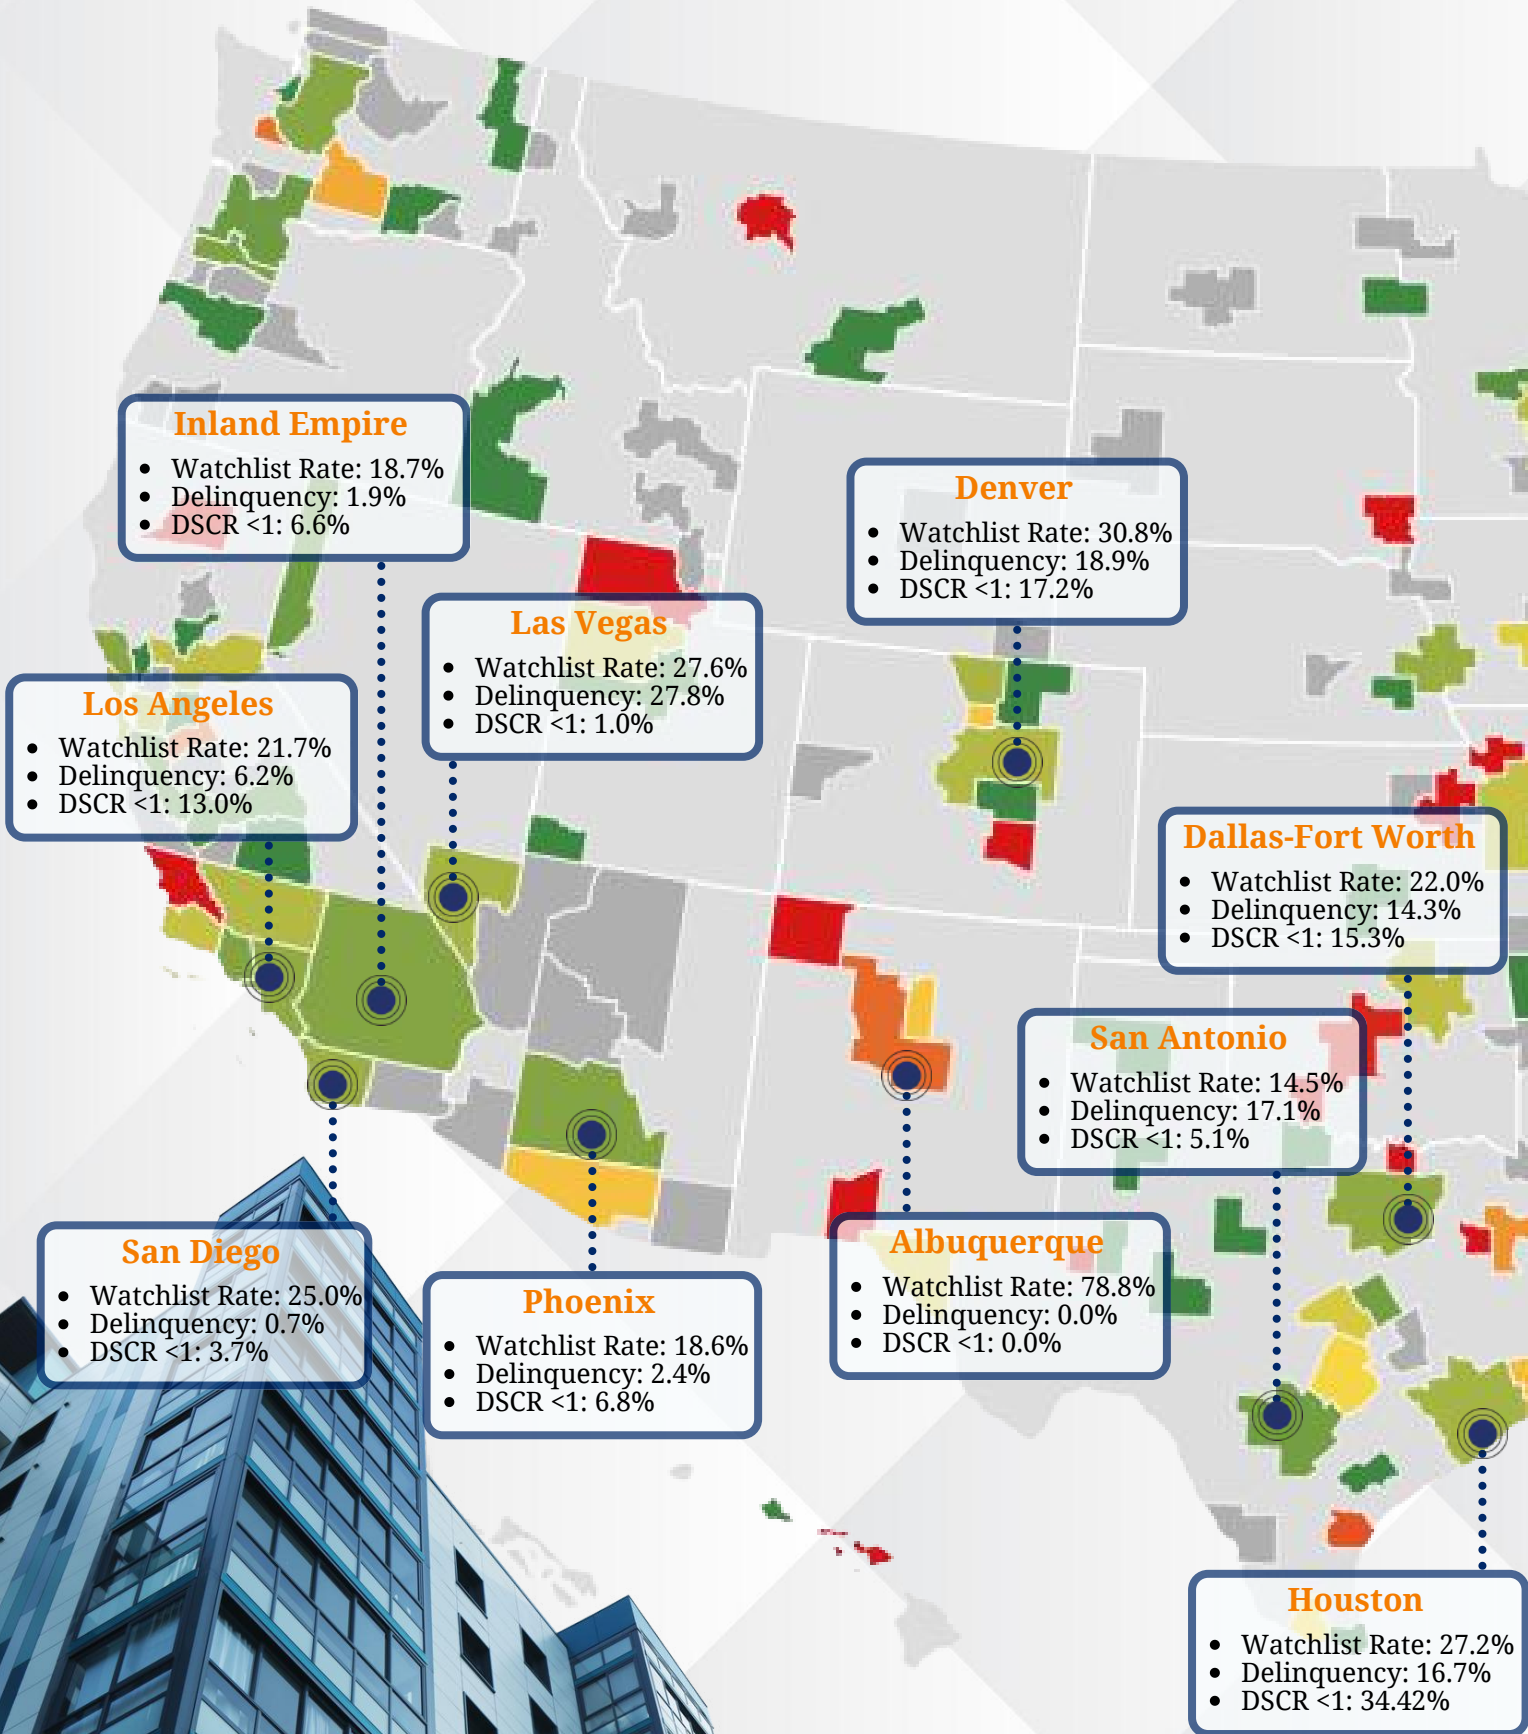 Inland Empire
• Watchlist Rate: 18.7%
• Delinquency: 1.9%
• DSCR <1: 6.6%
Denver
• Watchlist Rate: 30.8%
• Delinquency: 18.9%
• DSCR <1: 17.2%
Las Vegas
• Watchlist Rate: 27.6%
• Delinquency: 27.8%
• DSCR <1: 1.0%
Los Angeles
• Watchlist Rate: 21.7%
• Delinquency: 6.2%
• DSCR <1: 13.0%
Dallas-Fort Worth
• Watchlist Rate: 22.0%
• Delinquency: 14.3%
• DSCR <1: 15.3%
San Antonio
• Watchlist Rate: 14.5%
• Delinquency: 17.1%
• DSCR <1: 5.1%
San Diego
• Watchlist Rate: 25.0%
• Delinquency: 0.7%
• DSCR <1: 3.7%
Phoenix
• Watchlist Rate: 18.6%
• Delinquency: 2.4%
• DSCR <1: 6.8%
Albuquerque
• Watchlist Rate: 78.8%
• Delinquency: 0.0%
• DSCR <1: 0.0%
Houston
• Watchlist Rate: 27.2%
• Delinquency: 16.7%
• DSCR <1: 34.42%